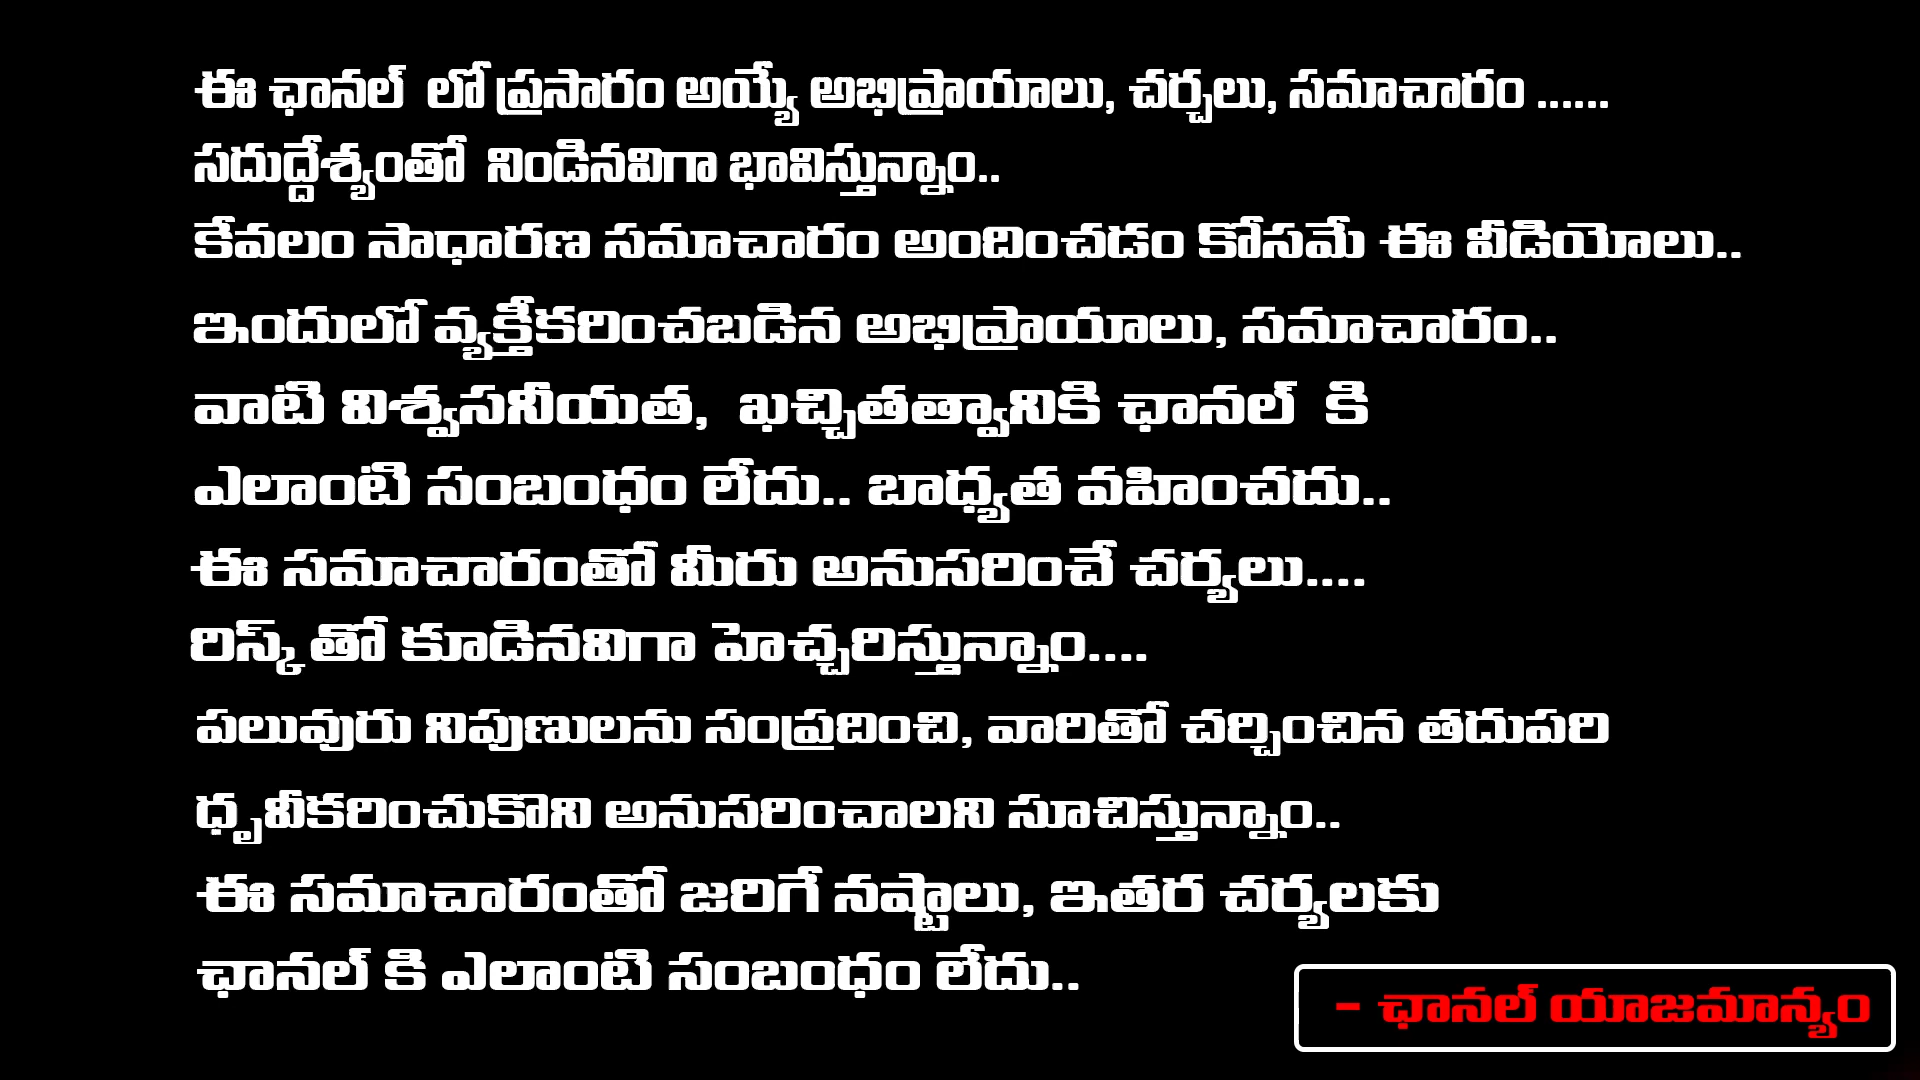 ఈ ఛానల్ లో ప్రసారం అయ్యే అభిప్రాయాలు, చర్చలు, సమాచారం ......
సదుద్దేశ్యంతో నిండినవిగా భావిస్తున్నాం..
కేవలం సాధారణ సమాచారం అందించడం కోసమే ఈ వీడియోలు..
ఇందులో వ్యక్తీకరించబడిన అభిప్రాయాలు, సమాచారం..
వాటి విశ్వసనీయత, ఖచ్చితత్వానికి ఛానల్ కి
ఎలాంటి సంబంధం లేదు.. బాధ్యత వహించదు..
ఈ సమాచారంతో మీరు అనుసరించే చర్యలు....
రిస్క్ తో కూడినవిగా హెచ్చరిస్తున్నాం....
పలువురు నిపుణులను సంప్రదించి, వారితో చర్చించిన తదుపరి
ధృవీకరించుకొని అనుసరించాలని సూచిస్తున్నాం..
ఈ సమాచారంతో జరిగే నష్టాలు, ఇతర చర్యలకు
ఛానల్ కి ఎలాంటి సంబంధం లేదు..
- ఛానల్ యాజమాన్యం